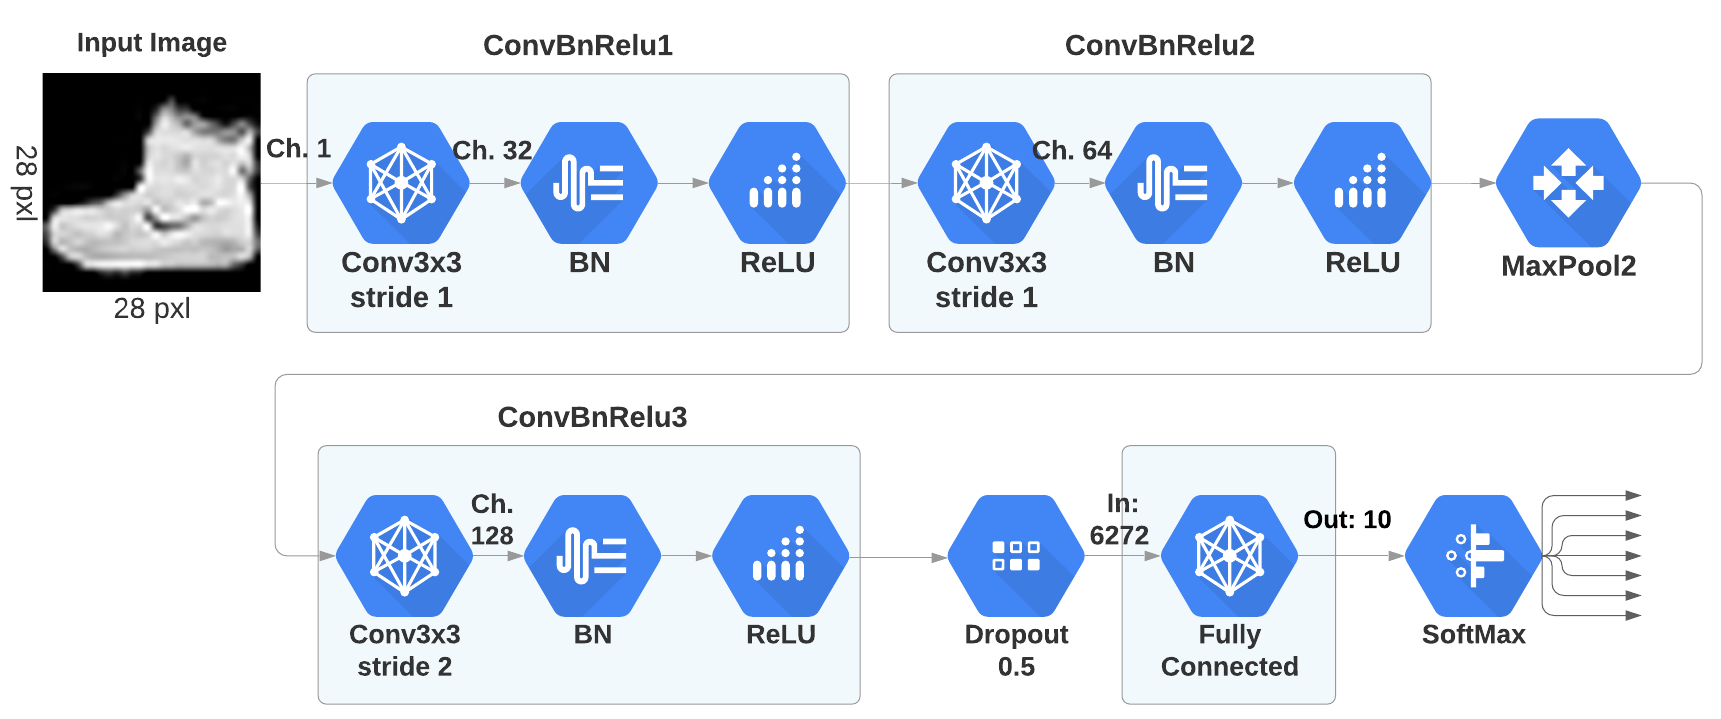 Input Image
28 pxl
28 pxl
ConvBnRelu1
Ch. 1
Conv3x3
stride 1
Ch. 32
BN
ReLU
ConvBnRelu2
Conv3x3
stride 1
Ch. 64
BN
ReLU
MaxPool2
ConvBnRelu3
Conv3x3
stride 2
Ch.
128
BN
ReLU
Dropout
0.5
In:
6272
Fully
Connected
Out: 10
SoftMax